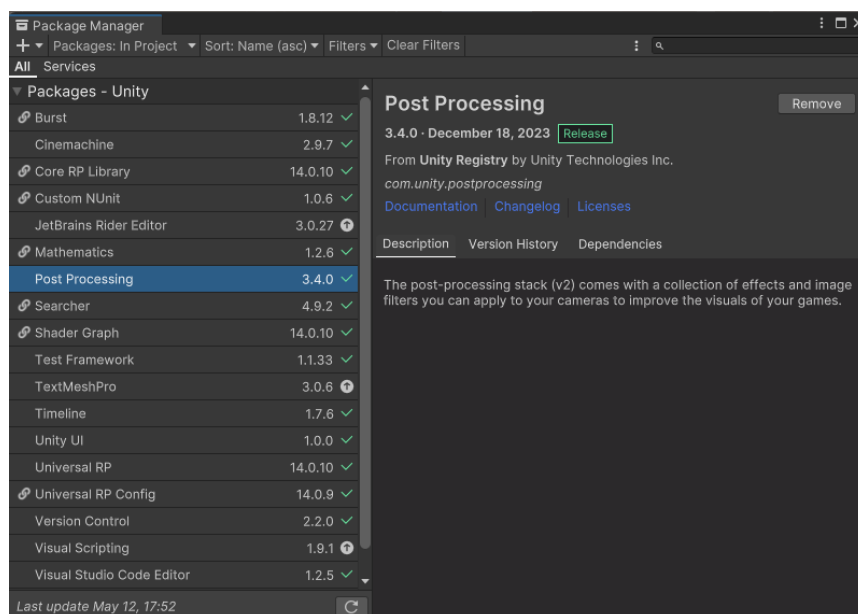 Package Manager
Packages: In Project Sort: Name (asc) Filters Clear Filters
All Services
Packages - Unity
Burst 1.8.12
Cinemachine 2.9.7
Core RP Library 14.0.10
Custom NUnit 1.0.6
JetBrains Rider Editor 3.0.27
Mathematics 1.2.6
Post Processing 3.4.0
Searcher 4.9.2
Shader Graph 14.0.10
Test Framework 1.1.33
TextMeshPro 3.0.6
Timeline 1.7.6
Unity UI 1.0.0
Universal RP 14.0.10
Universal RP Config 14.0.9
Version Control 2.2.0
Visual Scripting 1.9.1
Visual Studio Code Editor 1.2.5
Last update May 12, 17:52
Post Processing Remove
3.4.0 · December 18, 2023 Release
From Unity Registry by Unity Technologies Inc.
com.unity.postprocessing
Documentation Changelog Licenses
Description Version History Dependencies
The post-processing stack (v2) comes with a collection of effects and image
filters you can apply to your cameras to improve the visuals of your games.